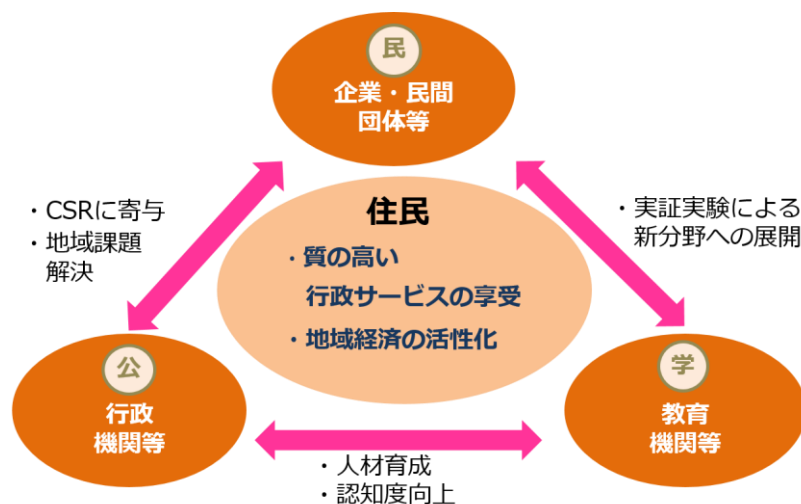 民
企業・民間
団体等
・CSRに寄与
・地域課題
解決
住民
・質の高い
行政サービスの享受
・地域経済の活性化
・実証実験による
新分野への展開
公
行政
機関等
学
教育
機関等
・人材育成
・認知度向上